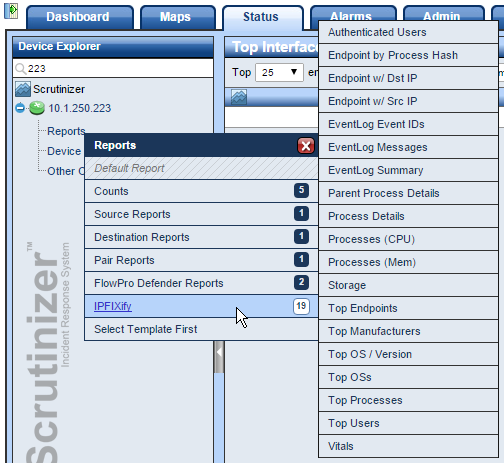 Dashboard
Maps
Status
Alarms
Admin
Device Explorer
223
Scrutinizer
10.1.250.223
Reports
Device
Other O
Top Interfac
Top 25 en
Reports
Default Report
Counts 5
Source Reports 1
Destination Reports 1
Pair Reports 1
FlowPro Defender Reports 2
IPFIXify 19
Select Template First
Authenticated Users
Endpoint by Process Hash
Endpoint w/ Dst IP
Endpoint w/ Src IP
EventLog Event IDs
EventLog Messages
EventLog Summary
Parent Process Details
Process Details
Processes (CPU)
Processes (Mem)
Storage
Top Endpoints
Top Manufacturers
Top OS / Version
Top OSs
Top Processes
Top Users
Vitals
Scrutinizer™
Incident Response System